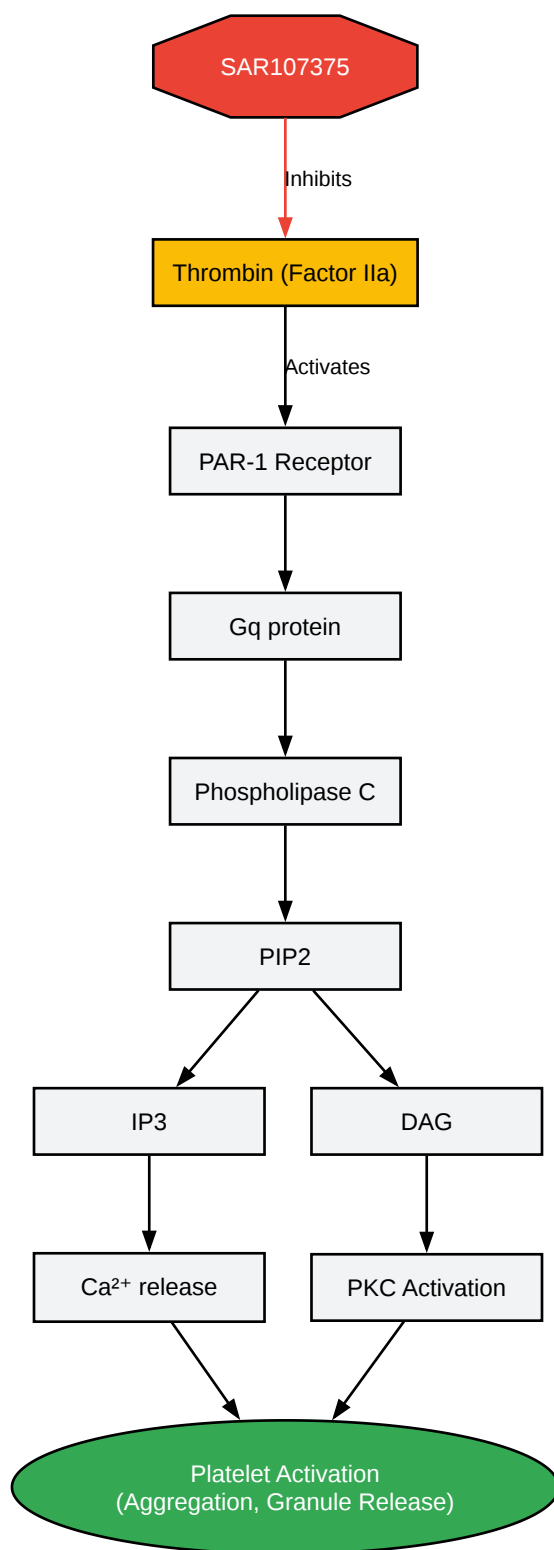 SAR107375
Inhibits
Thrombin (Factor IIa)
Activates
PAR-1 Receptor
Gq protein
Phospholipase C
PIP2
IP3
DAG
Ca²⁺ release
PKC Activation
Platelet Activation
(Aggregation, Granule Release)